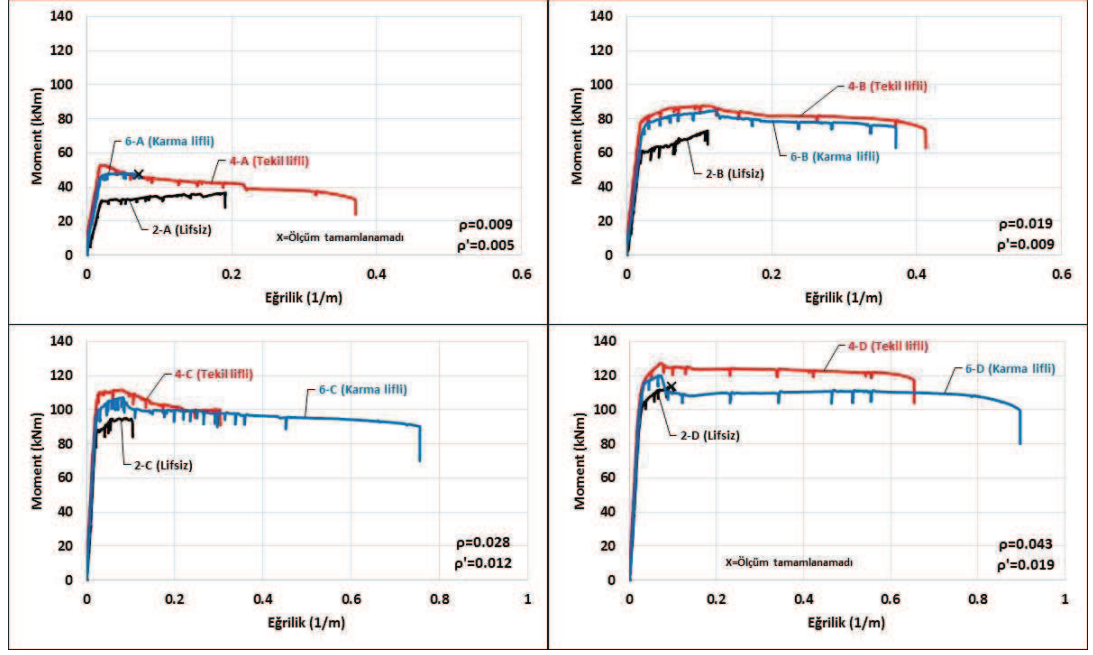 140
120
100
80
60
40
20
0
Moment (kNm)
6-A (Karma lifli)
4-A (Tekil lifli)
2-A (Lifsiz)
X=Ölçüm tamamlanamadı
ρ=0.009
ρ'=0.005
0 0.2 0.4 0.6
Eğrilik (1/m)
140
120
100
80
60
40
20
0
Moment (kNm)
4-B (Tekil lifli)
6-B (Karma lifli)
2-B (Lifsiz)
ρ=0.019
ρ'=0.009
0 0.2 0.4 0.6
Eğrilik (1/m)
140
120
100
80
60
40
20
0
Moment (kNm)
4-C (Tekil lifli)
6-C (Karma lifli)
2-C (Lifsiz)
ρ=0.028
ρ'=0.012
0 0.2 0.4 0.6 0.8 1
Eğrilik (1/m)
140
120
100
80
60
40
20
0
Moment (kNm)
4-D (Tekil lifli)
6-D (Karma lifli)
2-D (Lifsiz)
X=Ölçüm tamamlanamadı
ρ=0.043
ρ'=0.019
0 0.2 0.4 0.6 0.8 1
Eğrilik (1/m)